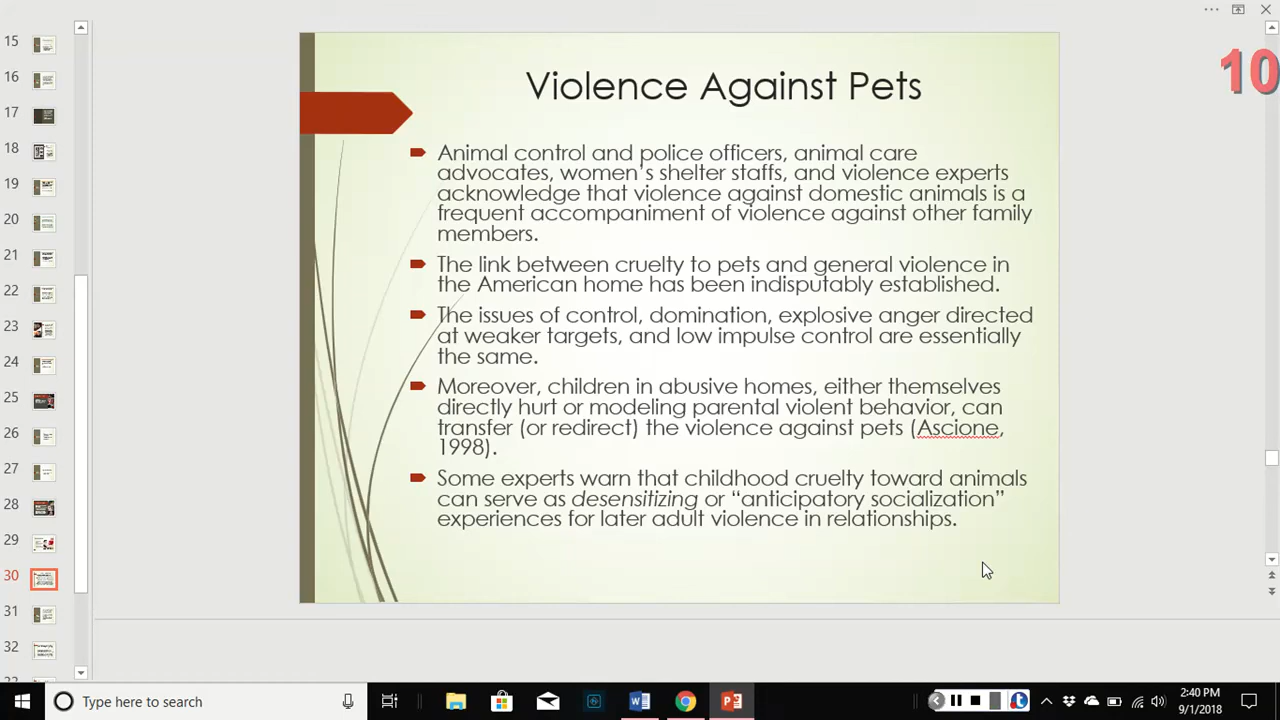 15
16
17
18
19
20
21
22
23
24
25
26
27
28
29
30
31
32
10
Violence Against Pets
Animal control and police officers, animal care
advocates, women's shelter staffs, and violence experts
acknowledge that violence against domestic animals is a
frequent accompaniment of violence against other family
members.
The link between cruelty to pets and general violence in
the American home has been indisputably established.
The issues of control, domination, explosive anger directed
at weaker targets, and low impulse control are essentially
the same.
Moreover, children in abusive homes, either themselves
directly hurt or modeling parental violent behavior, can
transfer (or redirect) the violence against pets (Ascione,
1998).
Some experts warn that childhood cruelty toward animals
can serve as desensitizing or “anticipatory socialization”
experiences for later adult violence in relationships.
Type here to search
2:40 PM
9/1/2018